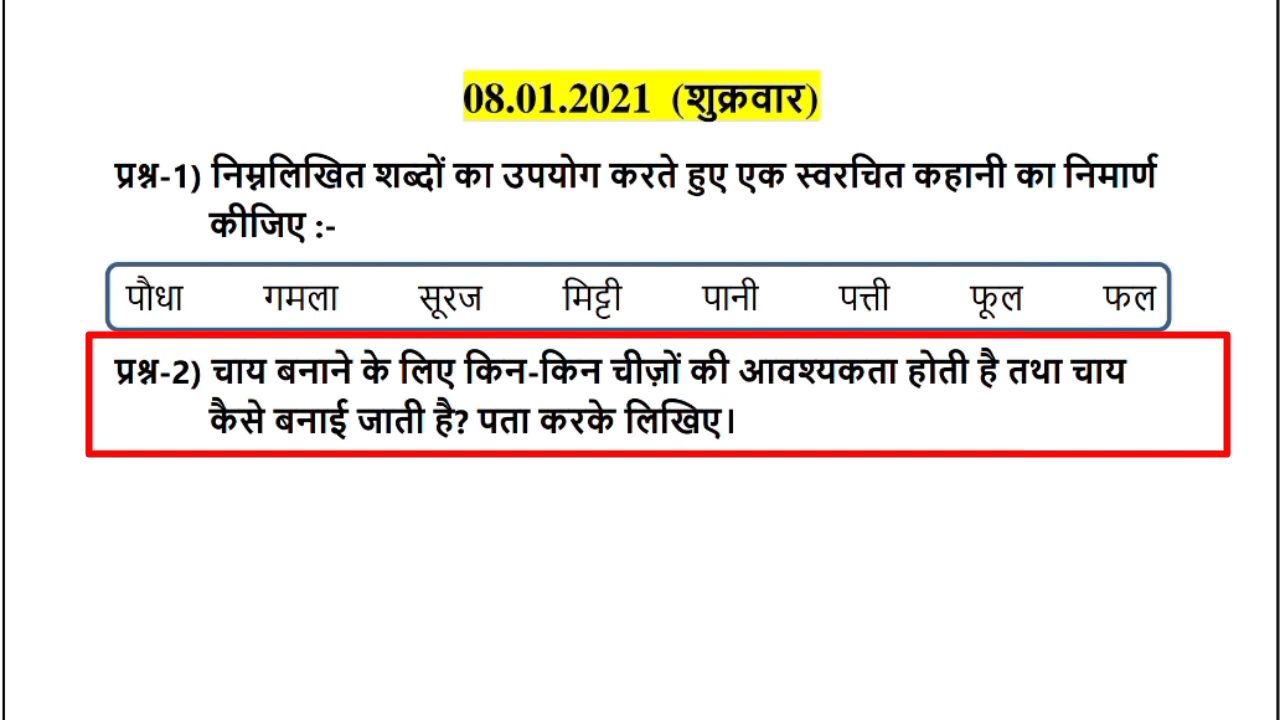 08.01.2021 (शुक्रवार)
प्रश्न-1) निम्नलिखित शब्दों का उपयोग करते हुए एक स्वरचित कहानी का निमार्ण
कीजिए :-
पौधा गमला सूरज मिट्टी पानी पत्ती फूल फल
प्रश्न-2) चाय बनाने के लिए किन-किन चीज़ों की आवश्यकता होती है तथा चाय
कैसे बनाई जाती है? पता करके लिखिए।